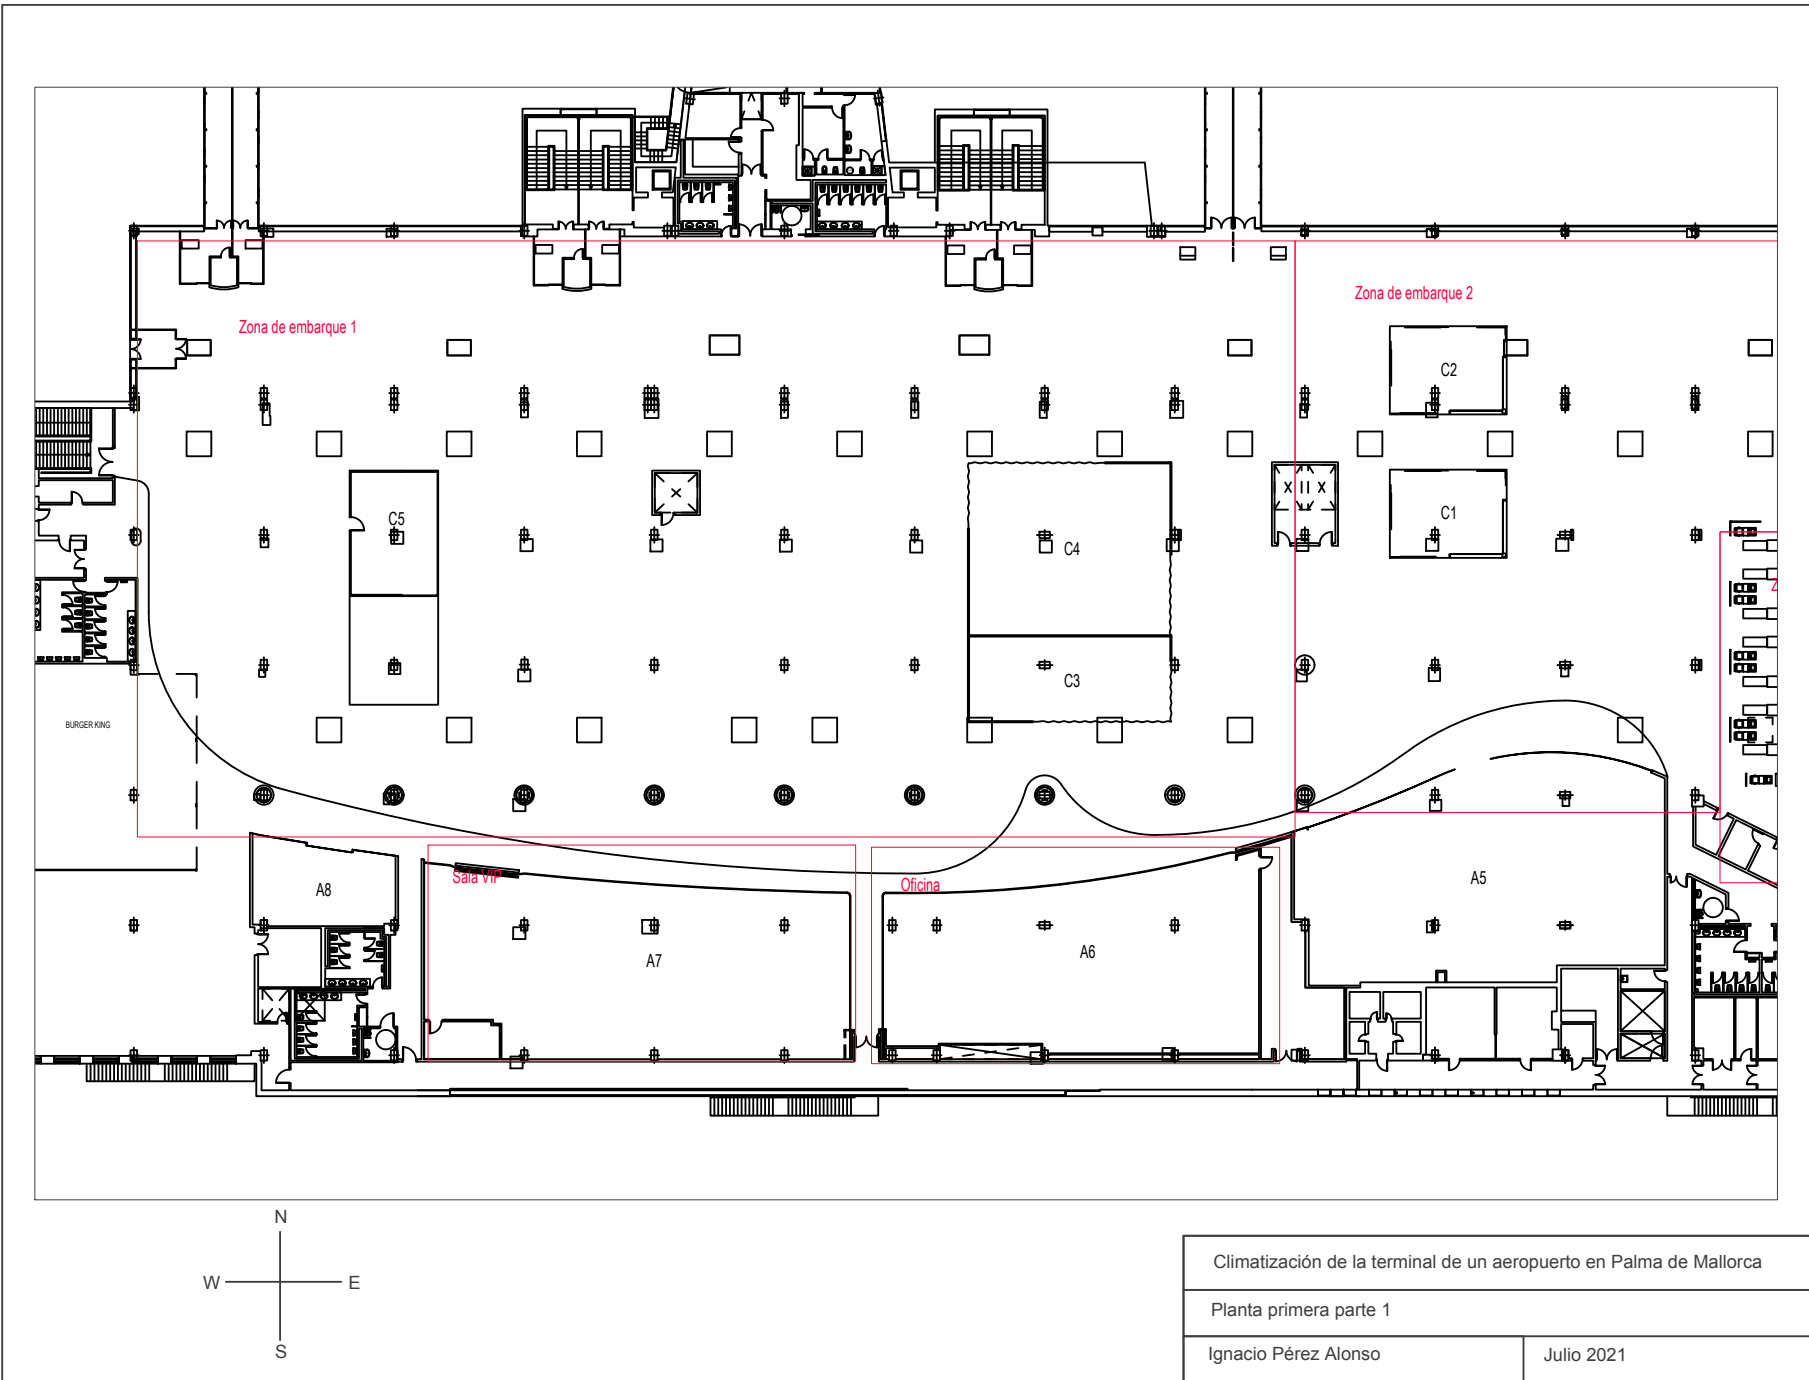 Zona de embarque 1
Zona de embarque 2
C2
C5
C1
C4
C3
BURGER KING
Z
A8
Sala VIP
Oficina
A5
A7
A6
N
W
E
S
Climatización de la terminal de un aeropuerto en Palma de Mallorca
Planta primera parte 1
Ignacio Pérez Alonso
Julio 2021